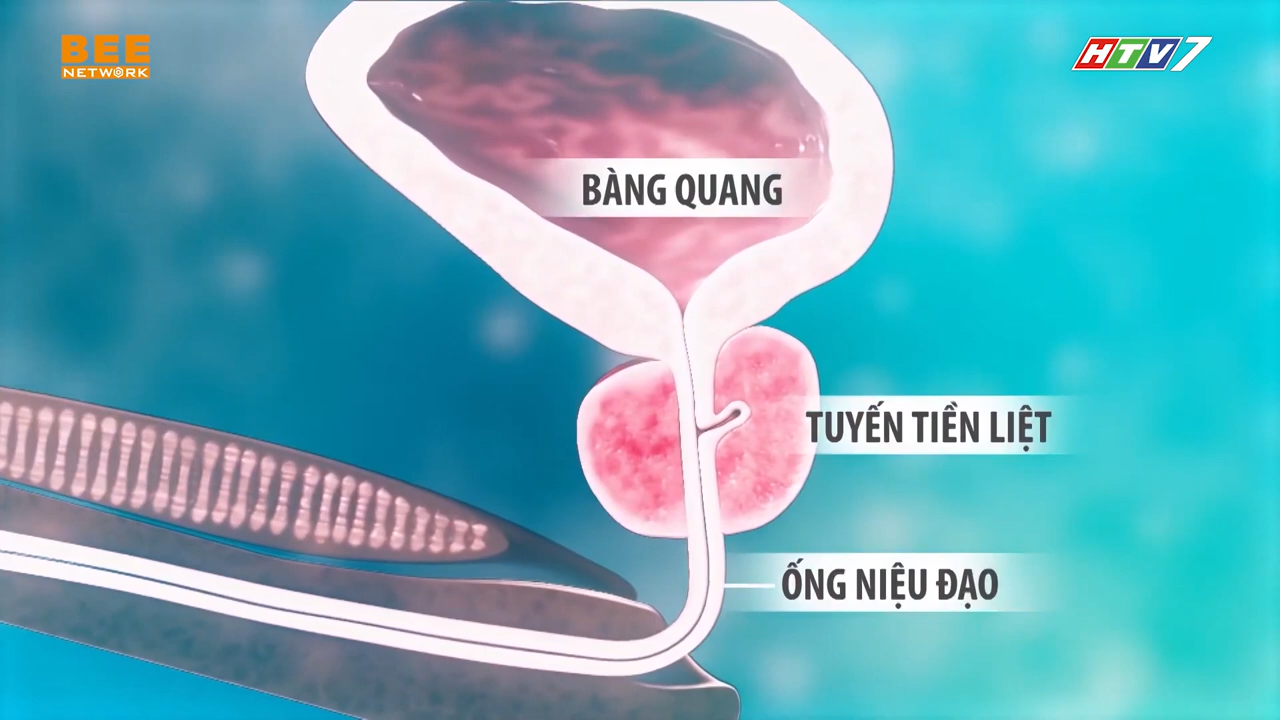 BEE
NETWORK
HTV7
BÀNG QUANG
TUYẾN TIỀN LIỆT
ỐNG NIỆU ĐẠO